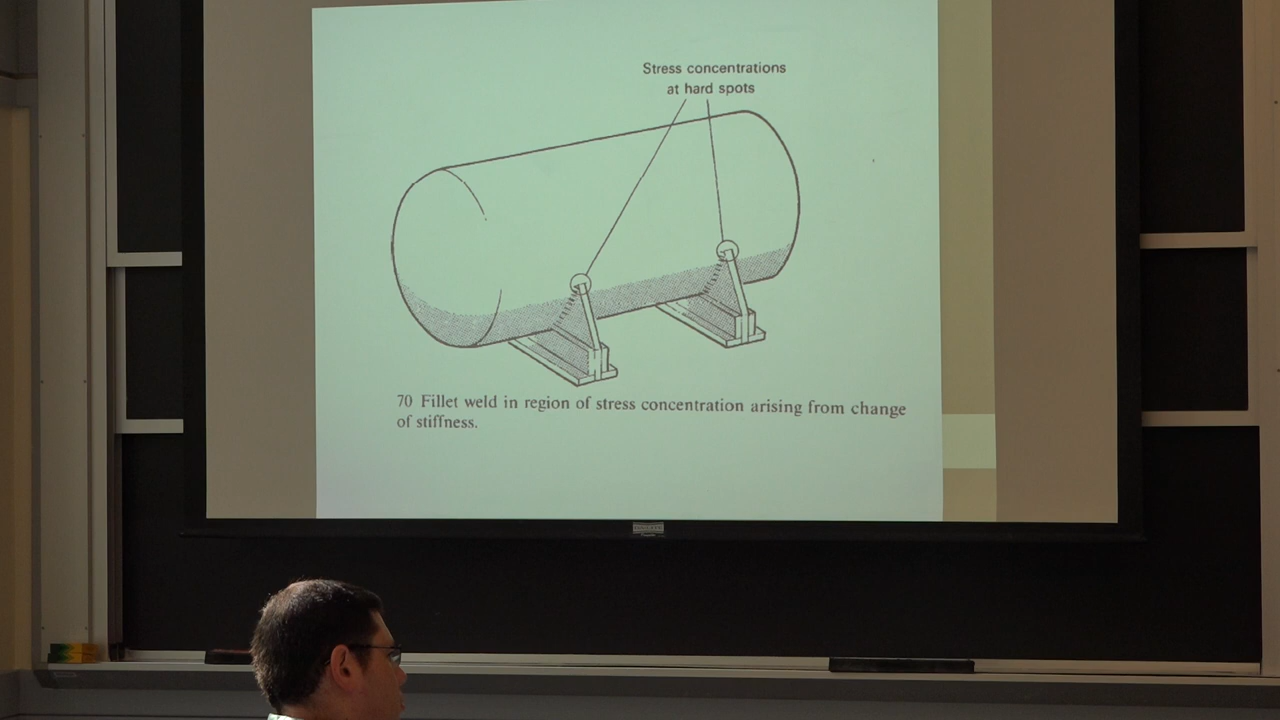 Stress concentrations
at hard spots
70 Fillet weld in region of stress concentration arising from change
of stiffness.